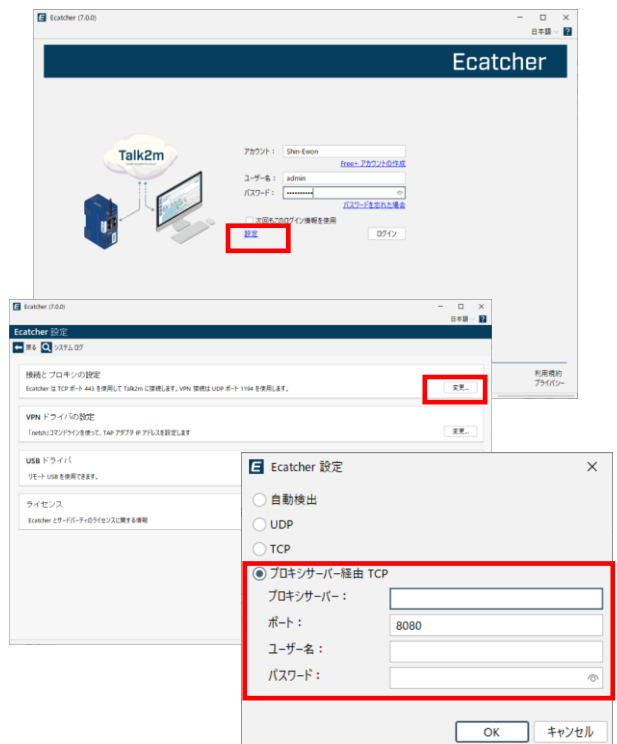 Ecatcher (7.0.0)
日本語
?
Ecatcher
Talk2m
アカウント： Shin-Ewon
Free+ アカウントの作成
ユーザー名： admin
パスワード： ••••••••••
パスワードを忘れた場合
次回もこのログイン情報を使用
設定
ログイン
利用規約
プライバシー
Ecatcher (7.0.0)
日本語
?
Ecatcher 設定
戻る システム ログ
接続とプロキシの設定
Ecatcher は TCP ポート 443 を使用して Talk2m に接続します。VPN 接続は UDP ポート 1194 を使用します。
変更...
VPN ドライバの設定
「netsh」コマンドラインを使って、TAP アダプタ IP アドレスを設定します
変更...
USB ドライバ
リモート USB を使用できます。
ライセンス
Ecatcher とサードパーティのライセンスに関する情報
Ecatcher 設定
自動検出
UDP
TCP
プロキシサーバー経由 TCP
プロキシサーバー：
ポート： 8080
ユーザー名：
パスワード：
OK キャンセル